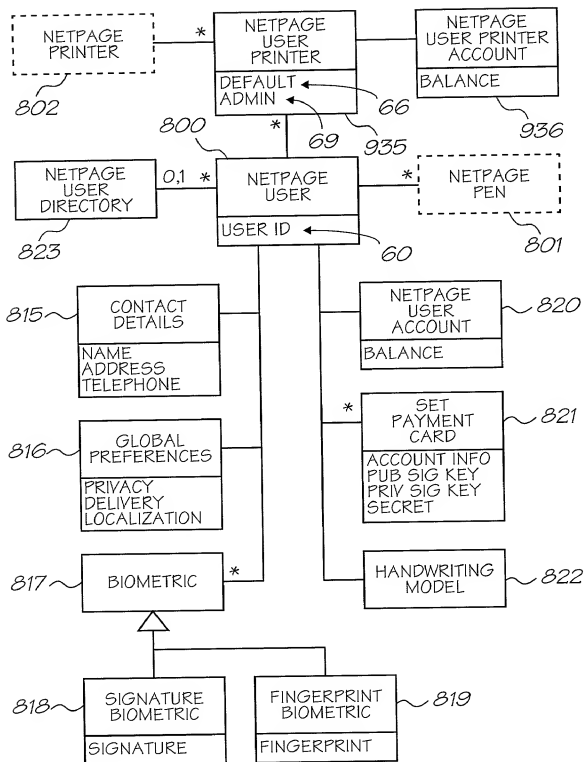 NETPAGE
PRINTER
802
*
NETPAGE
USER
PRINTER
DEFAULT
ADMIN
66
69
935
NETPAGE
USER PRINTER
ACCOUNT
BALANCE
936
*
800
NETPAGE
USER
DIRECTORY
823
0,1
*
NETPAGE
USER
USER ID
60
*
NETPAGE
PEN
801
815
CONTACT
DETAILS
NAME
ADDRESS
TELEPHONE
NETPAGE
USER
ACCOUNT
BALANCE
820
816
GLOBAL
PREFERENCES
PRIVACY
DELIVERY
LOCALIZATION
*
SET
PAYMENT
CARD
ACCOUNT INFO
PUB SIG KEY
PRIV SIG KEY
SECRET
821
817
BIOMETRIC
*
HANDWRITING
MODEL
822
818
SIGNATURE
BIOMETRIC
SIGNATURE
FINGERPRINT
BIOMETRIC
FINGERPRINT
819